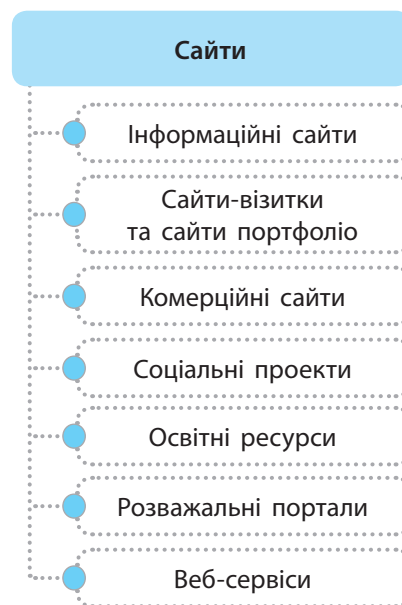 Сайти
Інформаційні сайти
Сайти-візитки
та сайти портфоліо
Комерційні сайти
Соціальні проекти
Освітні ресурси
Розважальні портали
Веб-сервіси